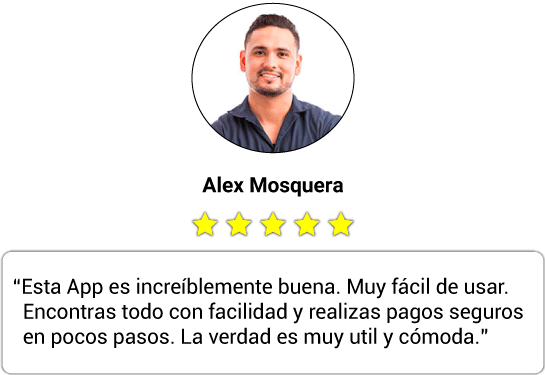 Alex Mosquera
“Esta App es increíblemente buena. Muy fácil de usar.
Encontras todo con facilidad y realizas pagos seguros
en pocos pasos. La verdad es muy util y cómoda.”